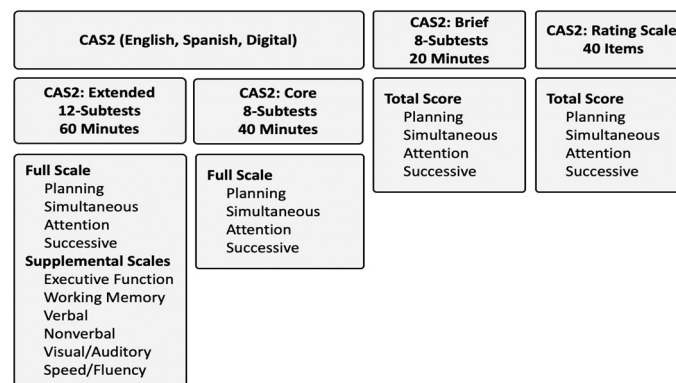 CAS2 (English, Spanish, Digital)
CAS2: Brief
8-Subtests
20 Minutes
CAS2: Rating Scale
40 Items
CAS2: Extended
12-Subtests
60 Minutes
CAS2: Core
8-Subtests
40 Minutes
Total Score
Planning
Simultaneous
Attention
Successive
Total Score
Planning
Simultaneous
Attention
Successive
Full Scale
Planning
Simultaneous
Attention
Successive
Supplemental Scales
Executive Function
Working Memory
Verbal
Nonverbal
Visual/Auditory
Speed/Fluency
Full Scale
Planning
Simultaneous
Attention
Successive